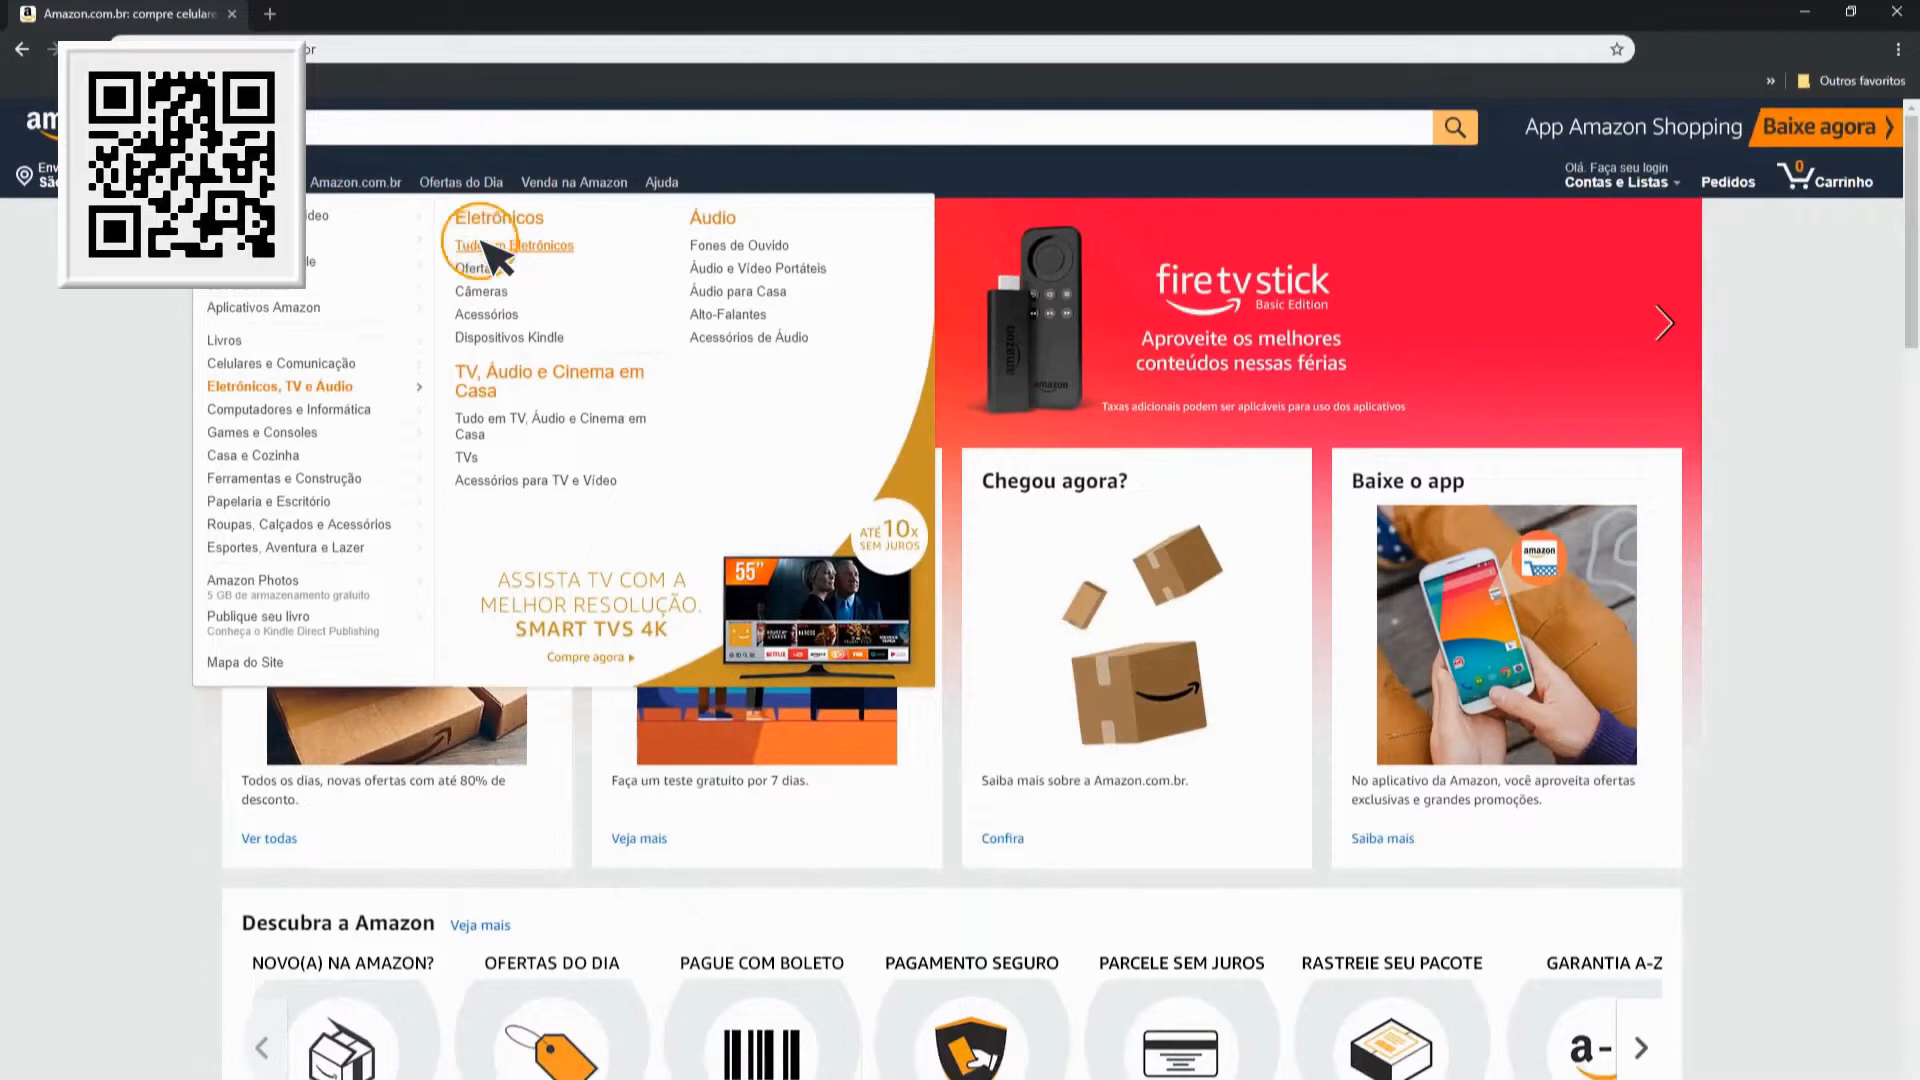 Amazon.com.br: compre celulare
Outros favoritos
App Amazon Shopping
Baixe agora
Amazon.com.br
Ofertas do Dia
Venda na Amazon
Ajuda
Olá. Faça seu login
Contas e Listas
Pedidos
0
Carrinho
Aplicativos Amazon
Livros
Celulares e Comunicação
Eletrônicos, TV e Áudio
Computadores e Informática
Games e Consoles
Casa e Cozinha
Ferramentas e Construção
Papelaria e Escritório
Roupas, Calçados e Acessórios
Esportes, Aventura e Lazer
Amazon Photos
5 GB de armazenamento gratuito
Publique seu livro
Conheça o Kindle Direct Publishing
Mapa do Site
Eletrônicos
Tudo em Eletrônicos
Câmeras
Acessórios
Dispositivos Kindle
TV, Áudio e Cinema em
Casa
Tudo em TV, Áudio e Cinema em
Casa
TVs
Acessórios para TV e Vídeo
Áudio
Fones de Ouvido
Áudio e Vídeo Portáteis
Áudio para Casa
Alto-Falantes
Acessórios de Áudio
ASSISTA TV COM A
MELHOR RESOLUÇÃO.
SMART TVS 4K
Compre agora
55”
ATÉ 10X
SEM JUROS
amazon
amazon
fire tv stick
Basic Edition
Aproveite os melhores
conteúdos nessas férias
Taxas adicionais podem ser aplicáveis para uso dos aplicativos
Todos os dias, novas ofertas com até 80% de
desconto.
Ver todas
Faça um teste gratuito por 7 dias.
Veja mais
Chegou agora?
Saiba mais sobre a Amazon.com.br.
Confira
Baixe o app
amazon
No aplicativo da Amazon, você aproveita ofertas
exclusivas e grandes promoções.
Saiba mais
Descubra a Amazon
Veja mais
NOVO(A) NA AMAZON?
OFERTAS DO DIA
PAGUE COM BOLETO
PAGAMENTO SEGURO
PARCELE SEM JUROS
RASTREIE SEU PACOTE
GARANTIA A-Z
a-